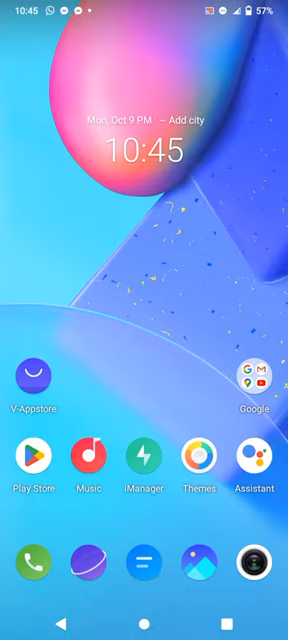 10:45
57%
Mon, Oct 9 PM – Add city
10:45
V-Appstore
Google
Play Store
Music
iManager
Themes
Assistant